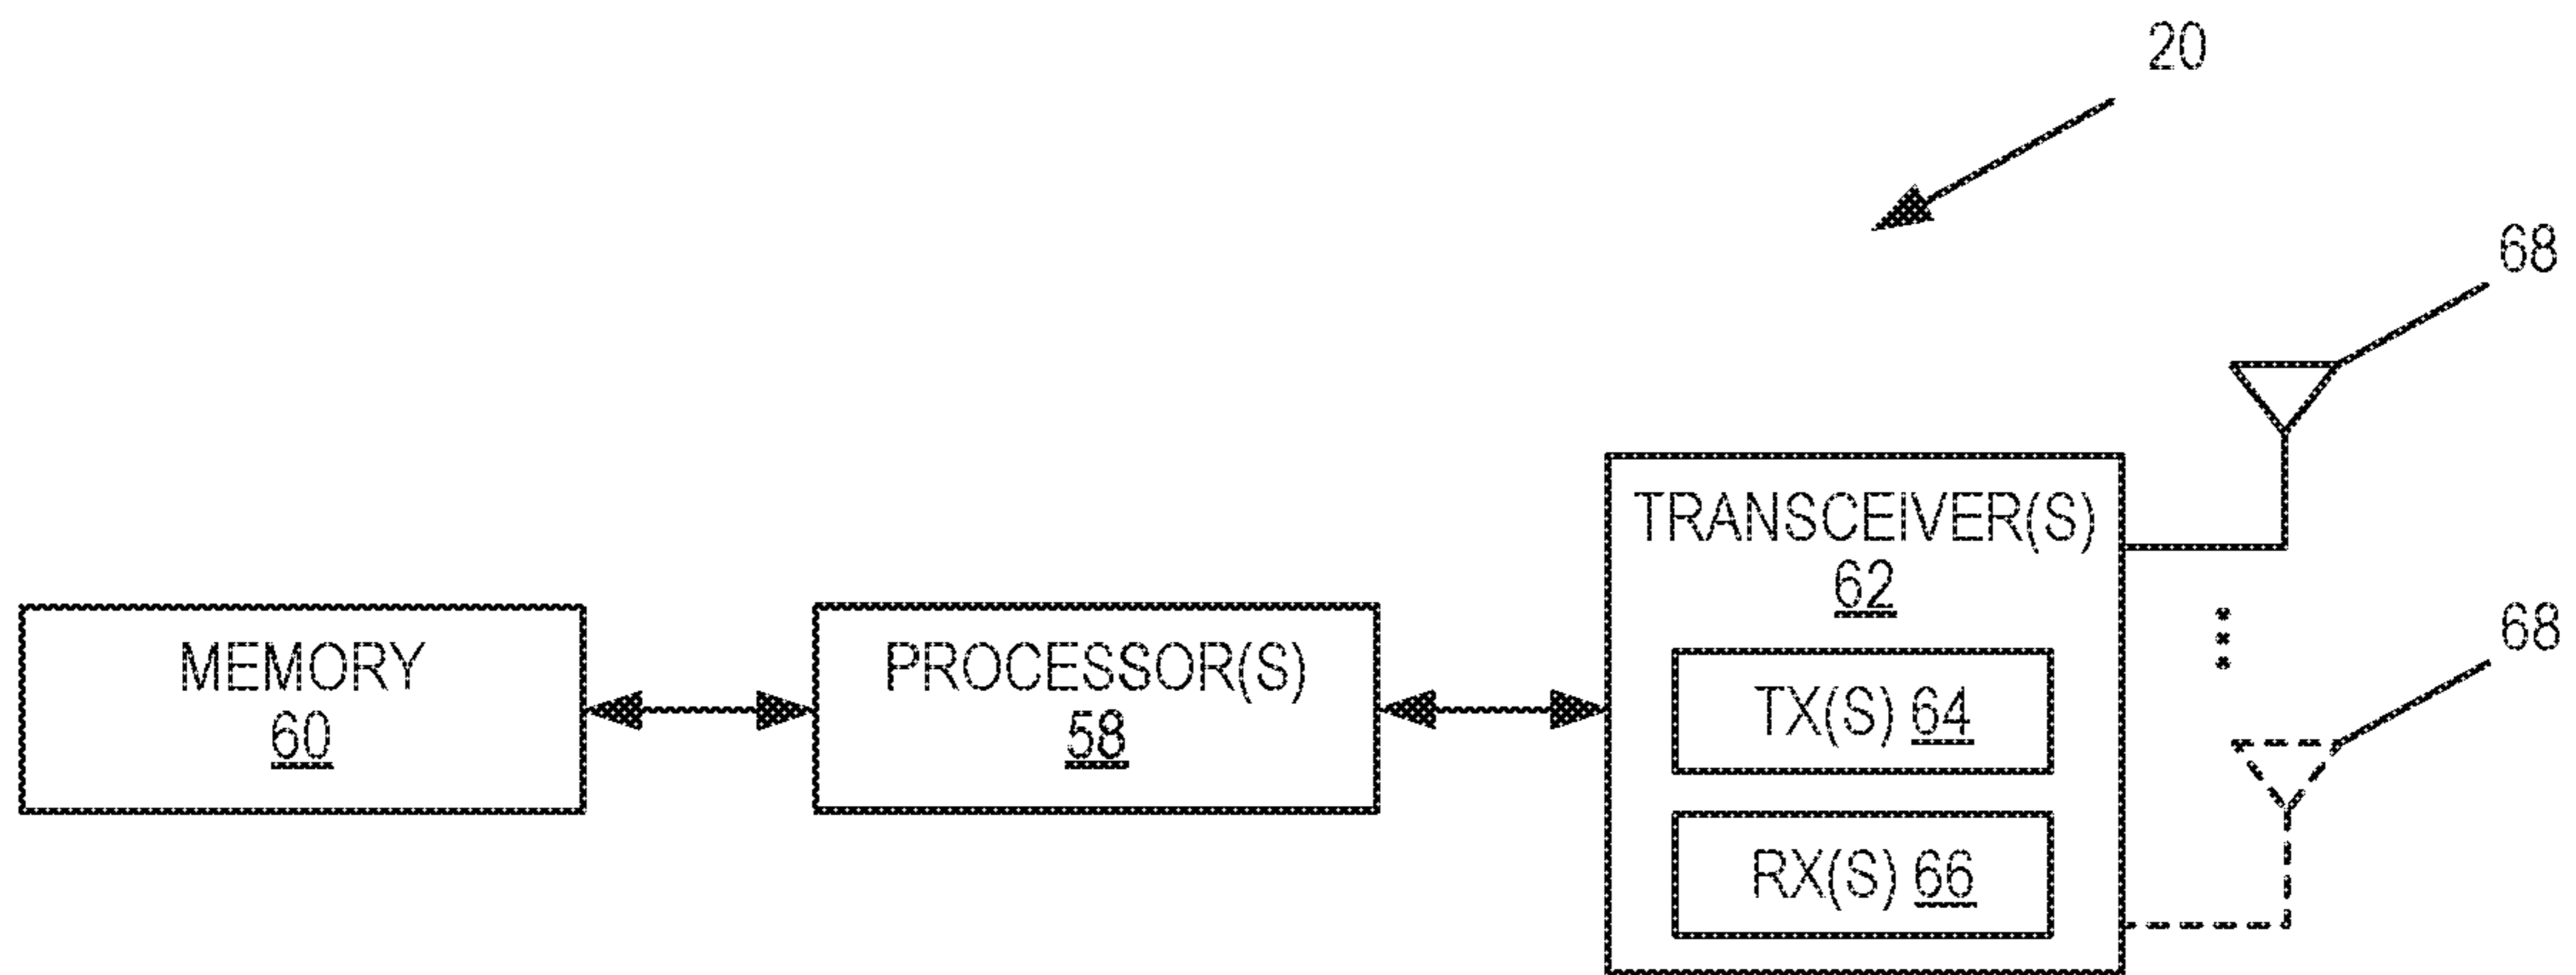 20
68
TRANSCEIVER(S)
62
MEMORY
60
PROCESSOR(S)
58
TX(S) 64
68
RX(S) 66